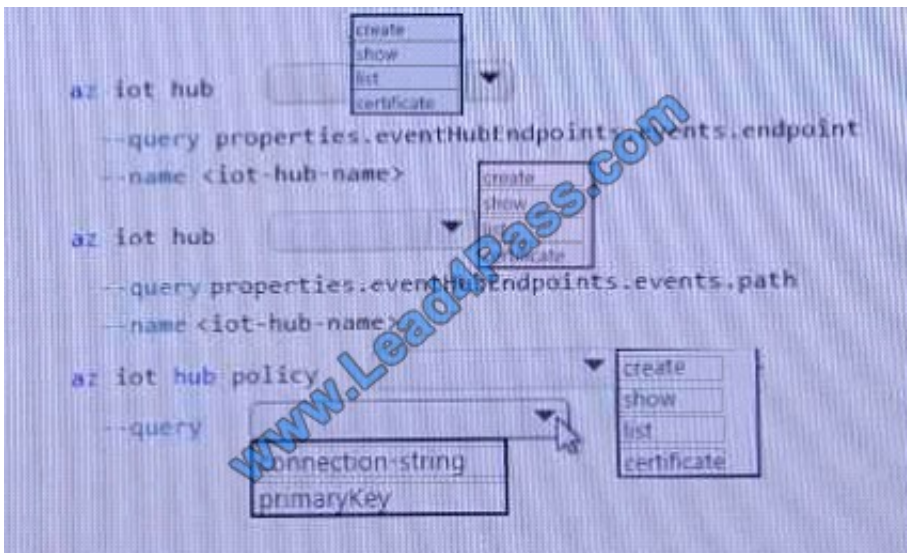 create
show
list
certificate
az iot hub
--query properties.eventHubEndpoints.events.endpoint
--name <iot-hub-name>
create
show
az iot hub
certificate
--query properties.eventHubEndpoints.events.path
--name <iot-hub-name>
az iot hub policy
create
show
list
certificate
--query
connection-string
primaryKey
www.Lead4Pass.com